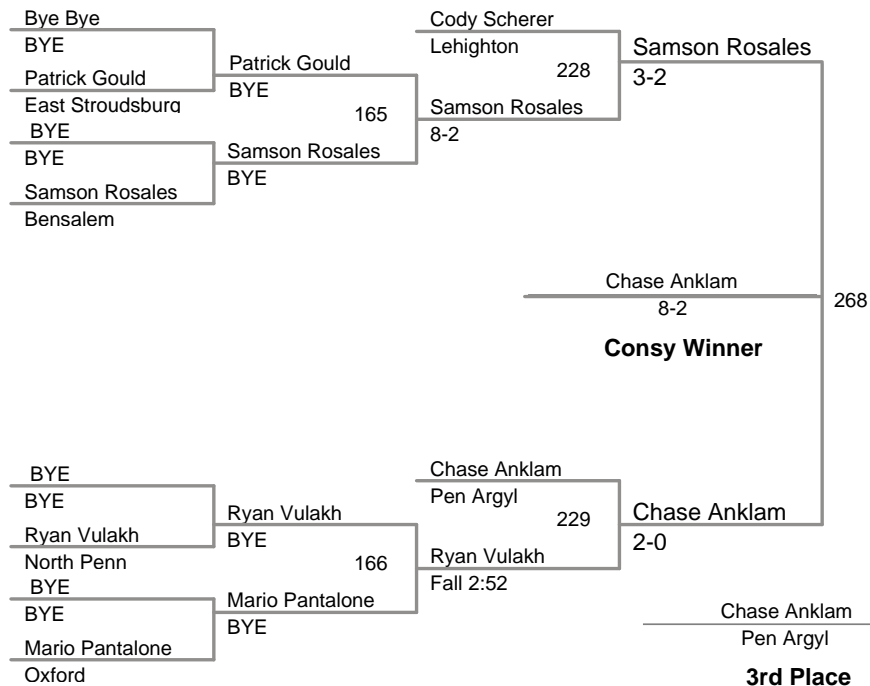 Bye Bye
BYE
Patrick Gould
East Stroudsburg
BYE
BYE
Samson Rosales
Bensalem
Patrick Gould
BYE
165
Samson Rosales
BYE
Cody Scherer
Lehighton
228
Samson Rosales
8-2
Samson Rosales
3-2
Chase Anklam
8-2
Consy Winner
268
BYE
BYE
Ryan Vulakh
North Penn
BYE
BYE
Mario Pantalone
Oxford
Ryan Vulakh
BYE
166
Mario Pantalone
BYE
Chase Anklam
Pen Argyl
229
Ryan Vulakh
Fall 2:52
Chase Anklam
2-0
Chase Anklam
Pen Argyl
3rd Place